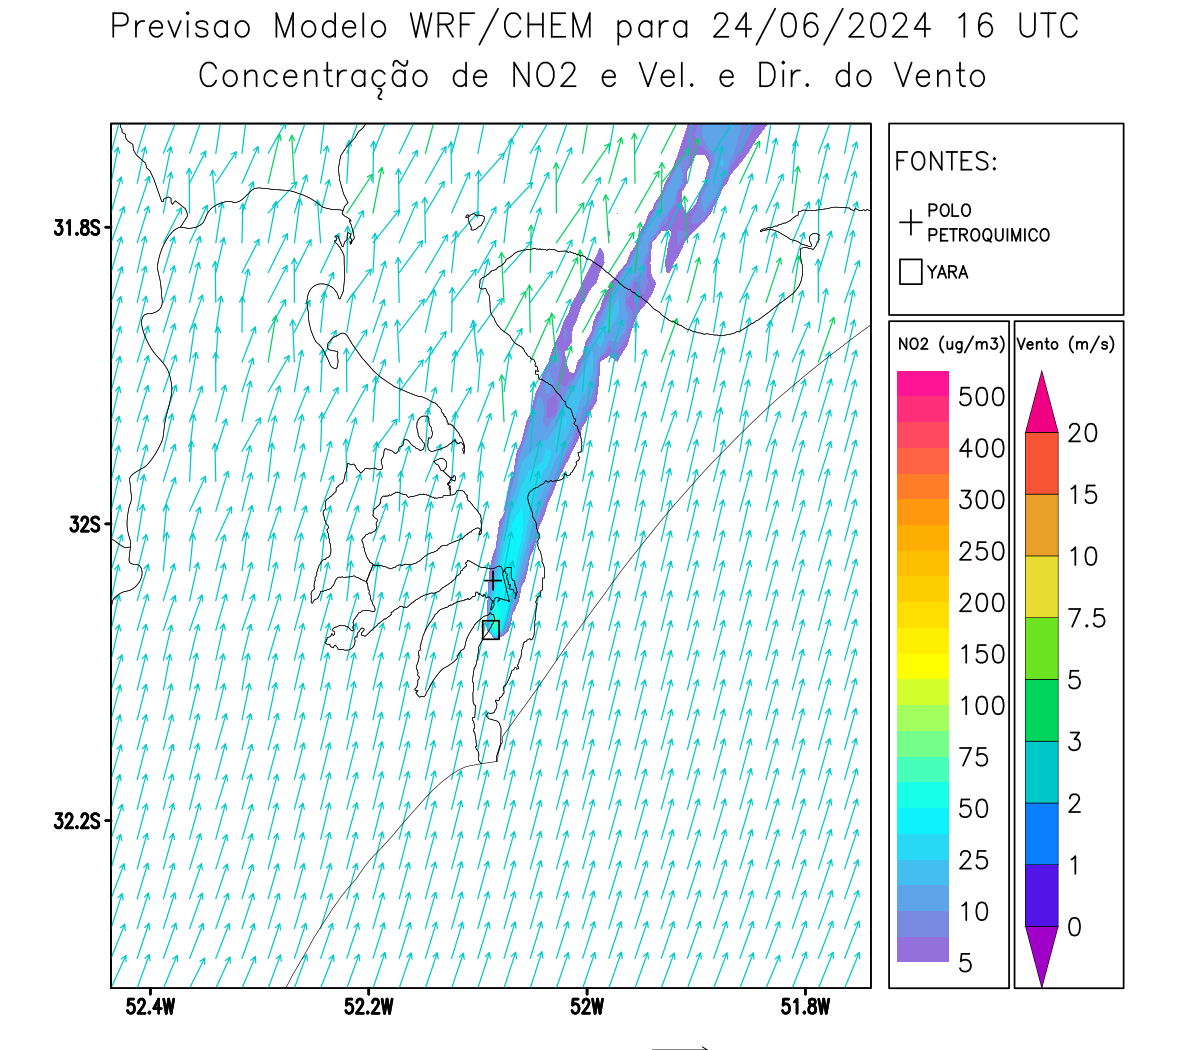 Previsao Modelo WRF/CHEM para 24/06/2024 16 UTC
Concentração de NO2 e Vel. e Dir. do Vento
FONTES:
POLO
PETROQUIMICO
YARA
NO2 (ug/m3)
500
400
300
250
200
150
100
75
50
25
10
5
Vento (m/s)
20
15
10
7.5
5
3
2
1
0
31.8S
32S
32.2S
52.4W
52.2W
52W
51.8W